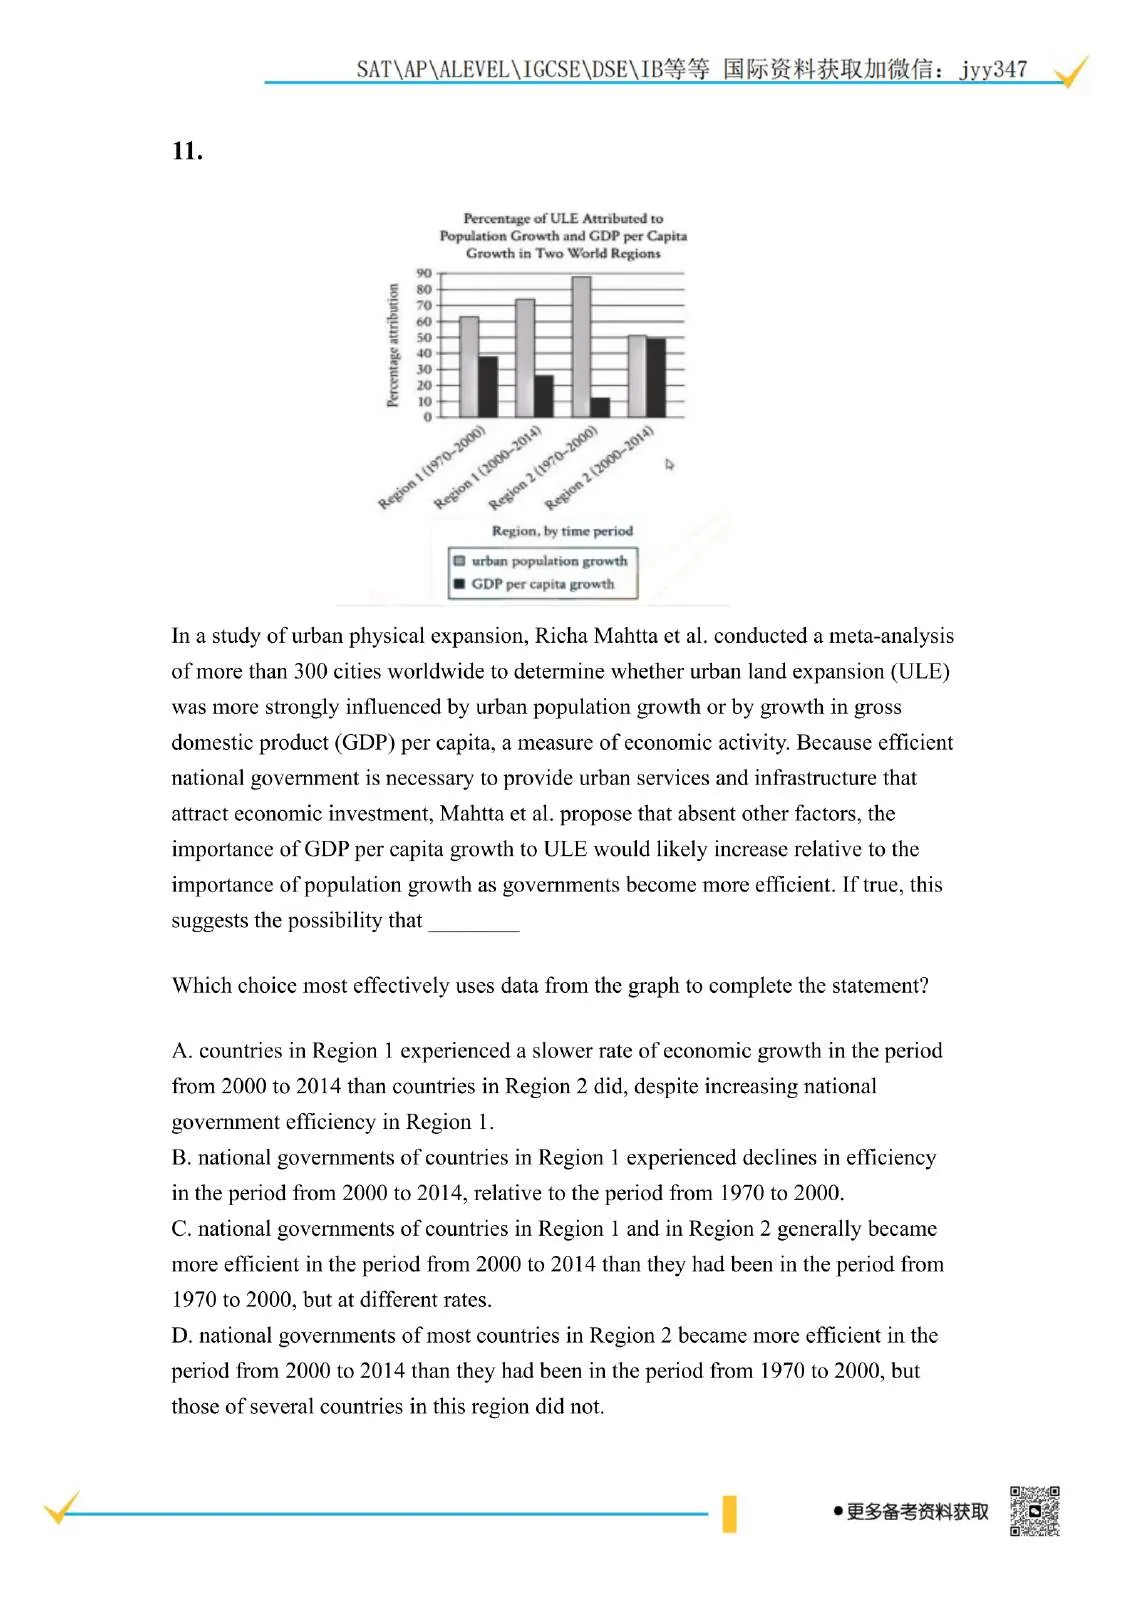 SAT\AP\ALEVEL\IGCSE\DSE\IB等等 国际资料获取加微信：jyy347
11.
Percentage of ULE Attributed to
Population Growth and GDP per Capita
Growth in Two World Regions
Percentage attribution
90
80
70
60
50
40
30
20
10
0
Region 1 (1970–2000)
Region 1 (2000–2014)
Region 2 (1970–2000)
Region 2 (2000–2014)
Region, by time period
urban population growth
GDP per capita growth
In a study of urban physical expansion, Richa Mahtta et al. conducted a meta-analysis
of more than 300 cities worldwide to determine whether urban land expansion (ULE)
was more strongly influenced by urban population growth or by growth in gross
domestic product (GDP) per capita, a measure of economic activity. Because efficient
national government is necessary to provide urban services and infrastructure that
attract economic investment, Mahtta et al. propose that absent other factors, the
importance of GDP per capita growth to ULE would likely increase relative to the
importance of population growth as governments become more efficient. If true, this
suggests the possibility that ________
Which choice most effectively uses data from the graph to complete the statement?
A. countries in Region 1 experienced a slower rate of economic growth in the period
from 2000 to 2014 than countries in Region 2 did, despite increasing national
government efficiency in Region 1.
B. national governments of countries in Region 1 experienced declines in efficiency
in the period from 2000 to 2014, relative to the period from 1970 to 2000.
C. national governments of countries in Region 1 and in Region 2 generally became
more efficient in the period from 2000 to 2014 than they had been in the period from
1970 to 2000, but at different rates.
D. national governments of most countries in Region 2 became more efficient in the
period from 2000 to 2014 than they had been in the period from 1970 to 2000, but
those of several countries in this region did not.
●更多备考资料获取